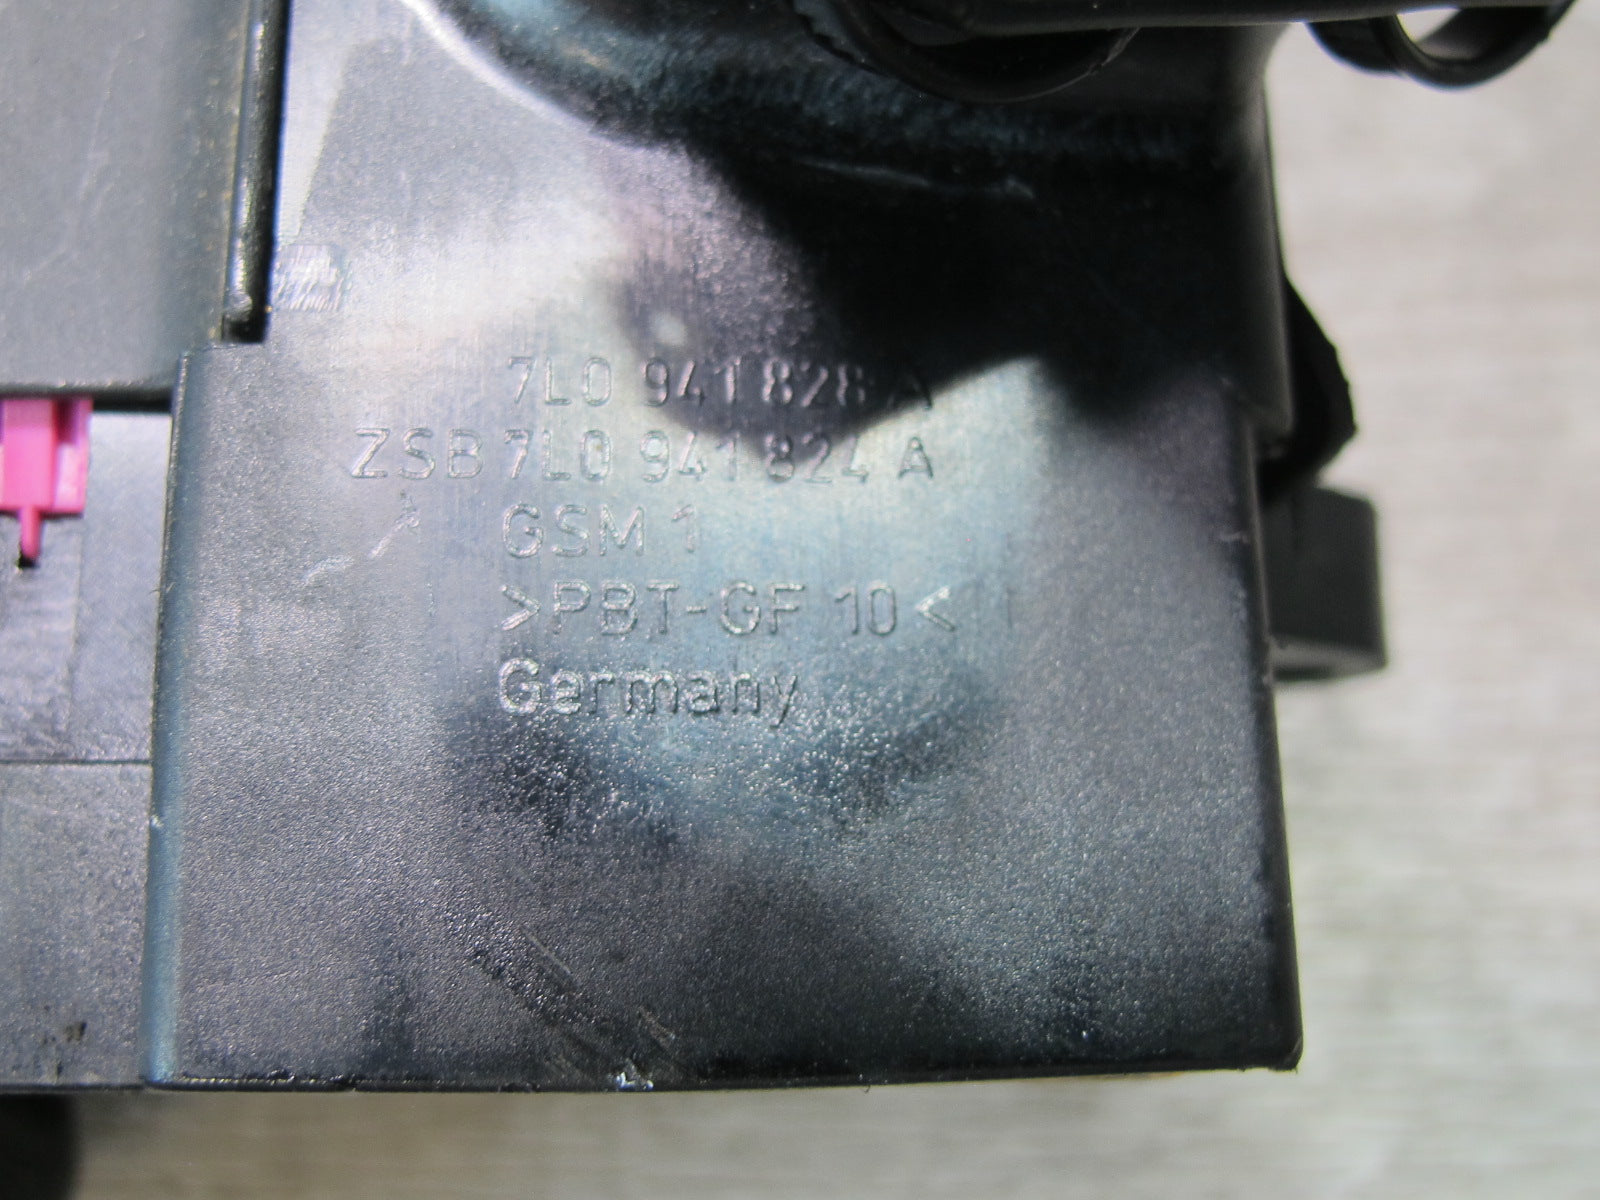 7L0 941 828 A
ZSB 7L0 941 824 A
GSM 1
>PBT-GF 10<
Germany